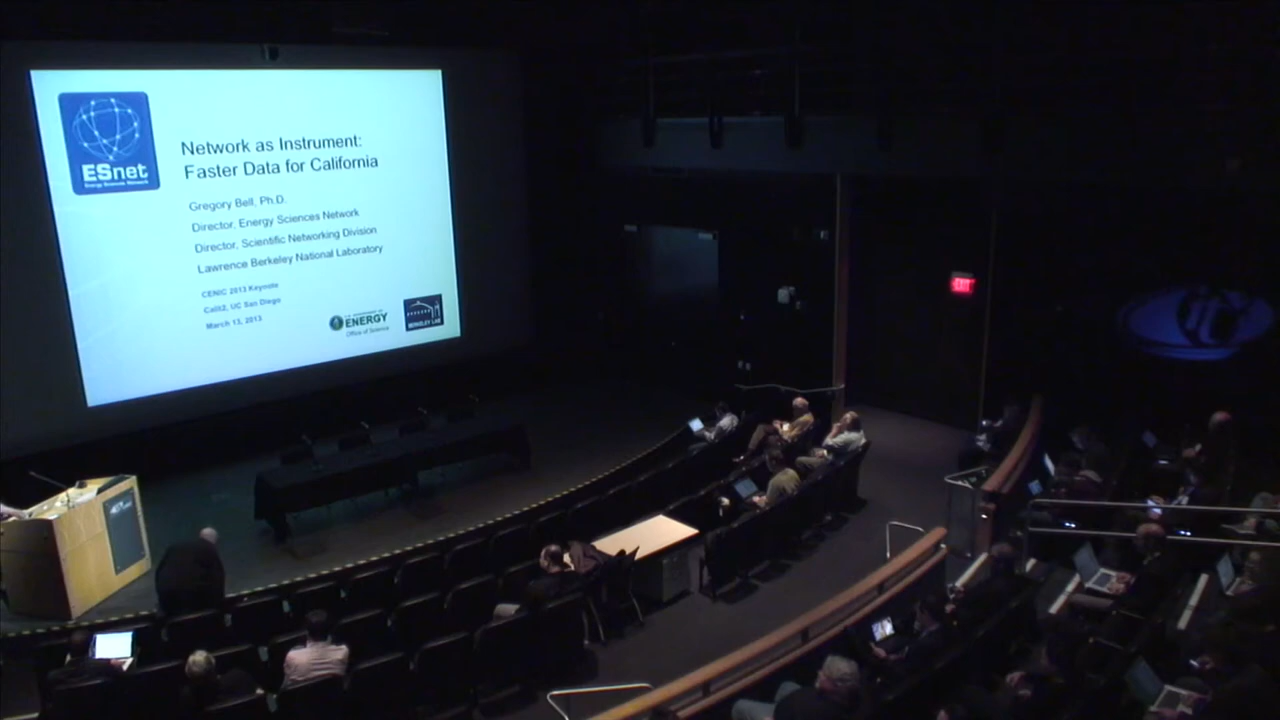 ESnet
Energy Sciences Network
Network as Instrument:
Faster Data for California
Gregory Bell, Ph.D.
Director, Energy Sciences Network
Director, Scientific Networking Division
Lawrence Berkeley National Laboratory
CENIC 2013 Keynote
Calit2, UC San Diego
March 13, 2013
U.S. DEPARTMENT OF
ENERGY
Office of Science
BERKELEY LAB
EXIT